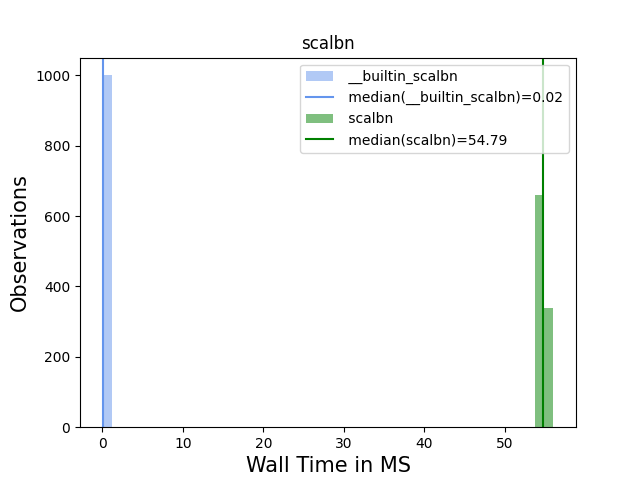 scalbn
__builtin_scalbn
median(__builtin_scalbn)=0.02
scalbn
median(scalbn)=54.79
1000
800
600
400
200
0
Observations
0 10 20 30 40 50
Wall Time in MS